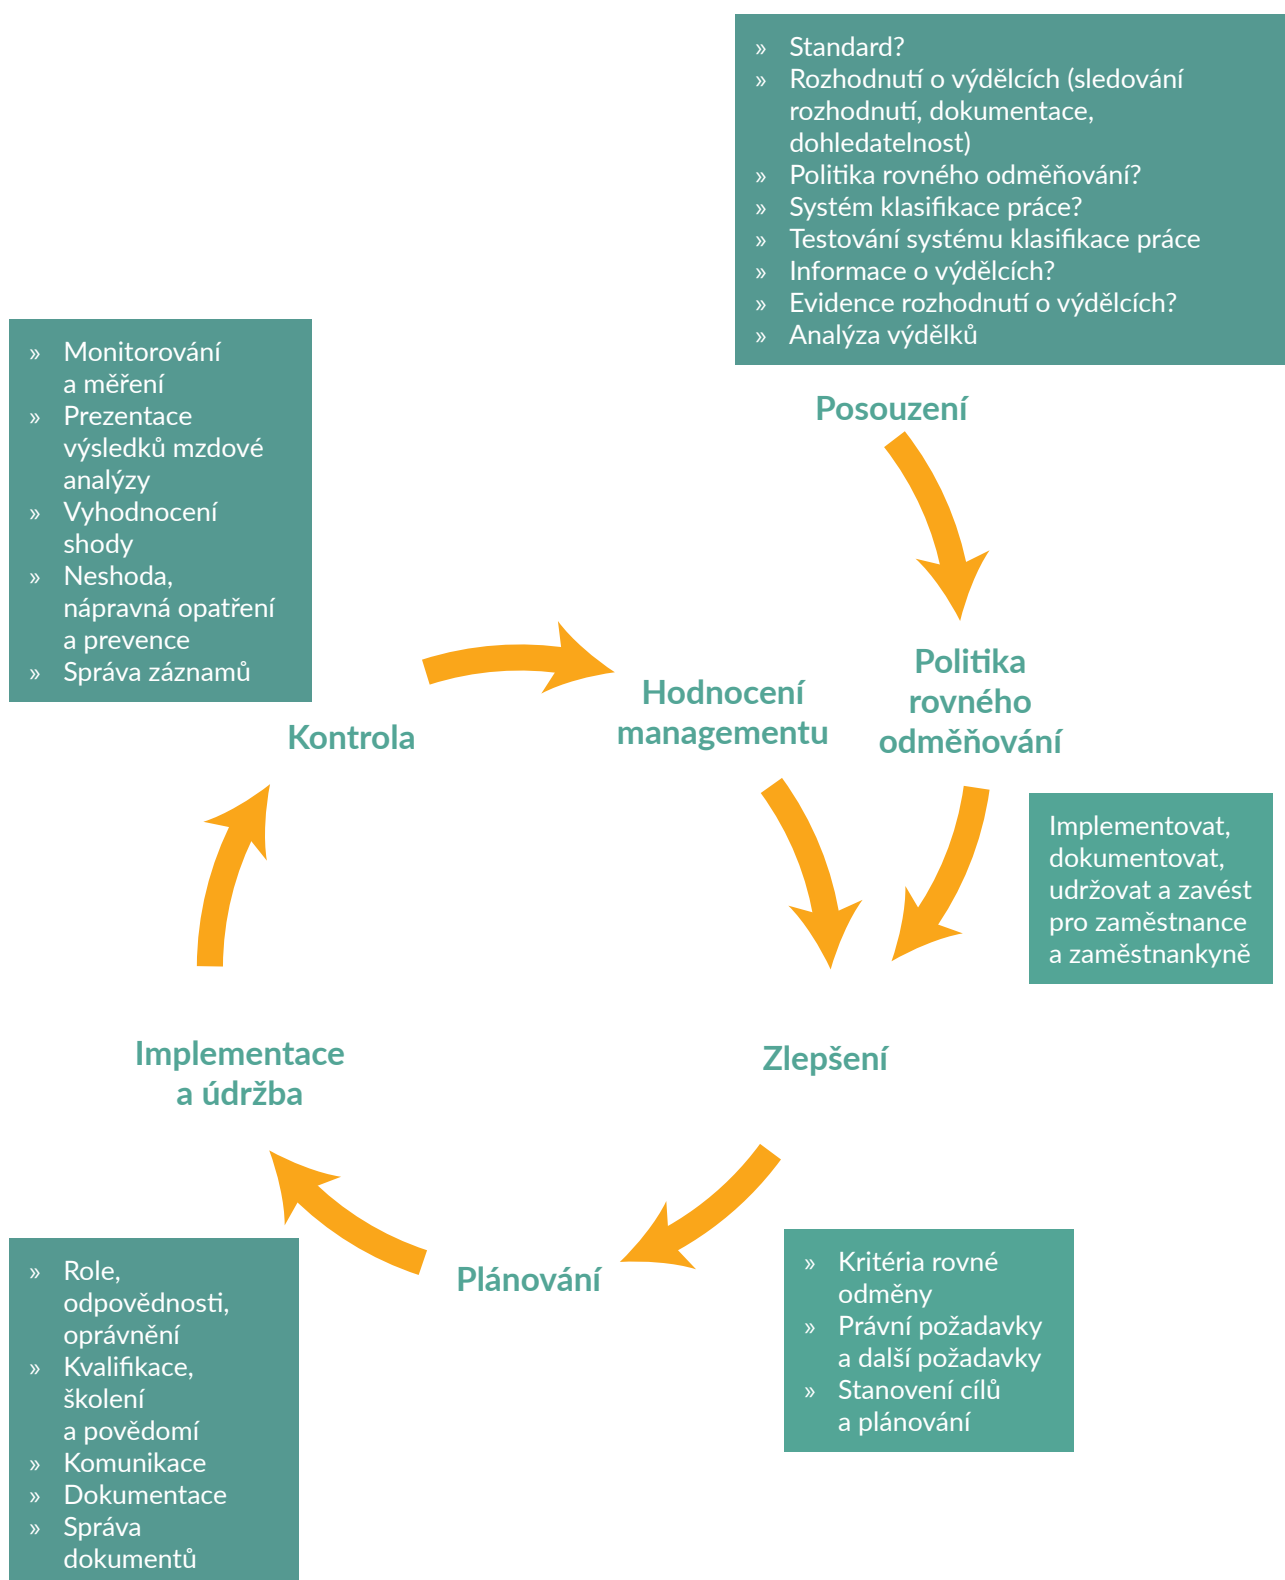 » Standard?
» Rozhodnutí o výdělcích (sledování
rozhodnutí, dokumentace,
dohledatelnost)
» Politika rovného odměňování?
» Systém klasifikace práce?
» Testování systému klasifikace práce
» Informace o výdělcích?
» Evidence rozhodnutí o výdělcích?
» Analýza výdělků
Posouzení
» Monitorování
a měření
» Prezentace
výsledků mzdové
analýzy
» Vyhodnocení
shody
» Neshoda,
nápravná opatření
a prevence
» Správa záznamů
Kontrola
Hodnocení
managementu
Politika
rovného
odměňování
Implementovat,
dokumentovat,
udržovat a zavést
pro zaměstnance
a zaměstnankyně
Zlepšení
Implementace
a údržba
Plánování
» Kritéria rovné
odměny
» Právní požadavky
a další požadavky
» Stanovení cílů
a plánování
» Role,
odpovědnosti,
oprávnění
» Kvalifikace,
školení
a povědomí
» Komunikace
» Dokumentace
» Správa
dokumentů